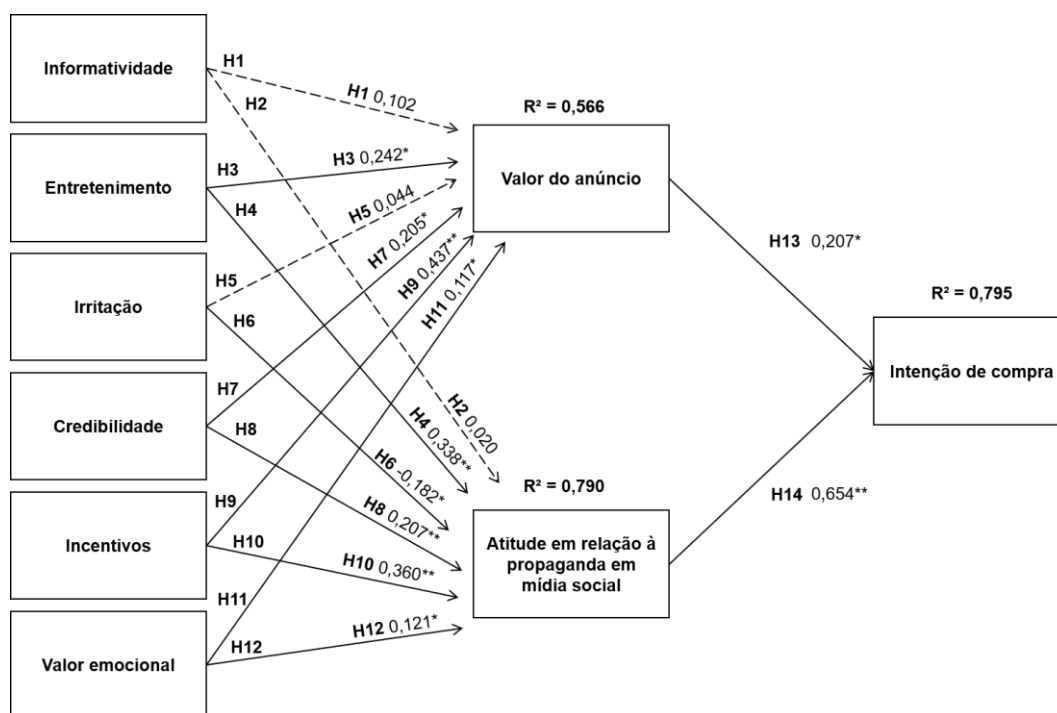 Informatividade
Entretenimento
Irritação
Credibilidade
Incentivos
Valor emocional
H1
H2
H3
H4
H5
H6
H7
H8
H9
H10
H11
H12
H1 0,102
H3 0,242*
H5 0,044
H7 0,205*
H9 0,437**
H11 0,117*
H2 0,020
H4 0,338**
H6 -0,182*
H8 0,207**
H10 0,360**
H12 0,121*
R² = 0,566
Valor do anúncio
R² = 0,790
Atitude em relação à
propaganda em
mídia social
H13 0,207*
H14 0,654**
R² = 0,795
Intenção de compra